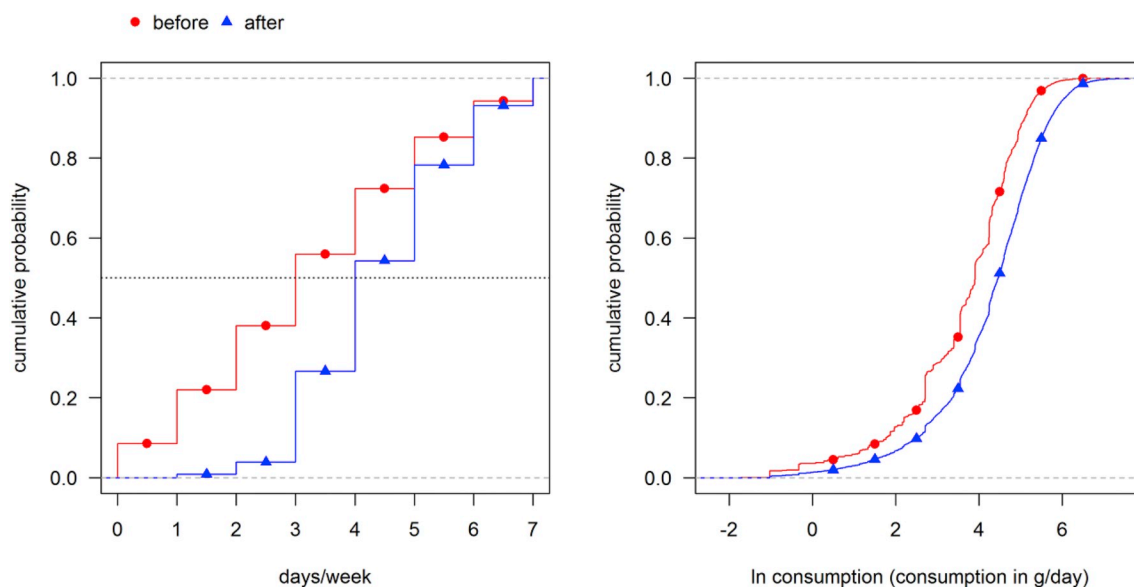 before after
cumulative probability
1.0
0.8
0.6
0.4
0.2
0.0
0 1 2 3 4 5 6 7
days/week
cumulative probability
1.0
0.8
0.6
0.4
0.2
0.0
-2 0 2 4 6
ln consumption (consumption in g/day)